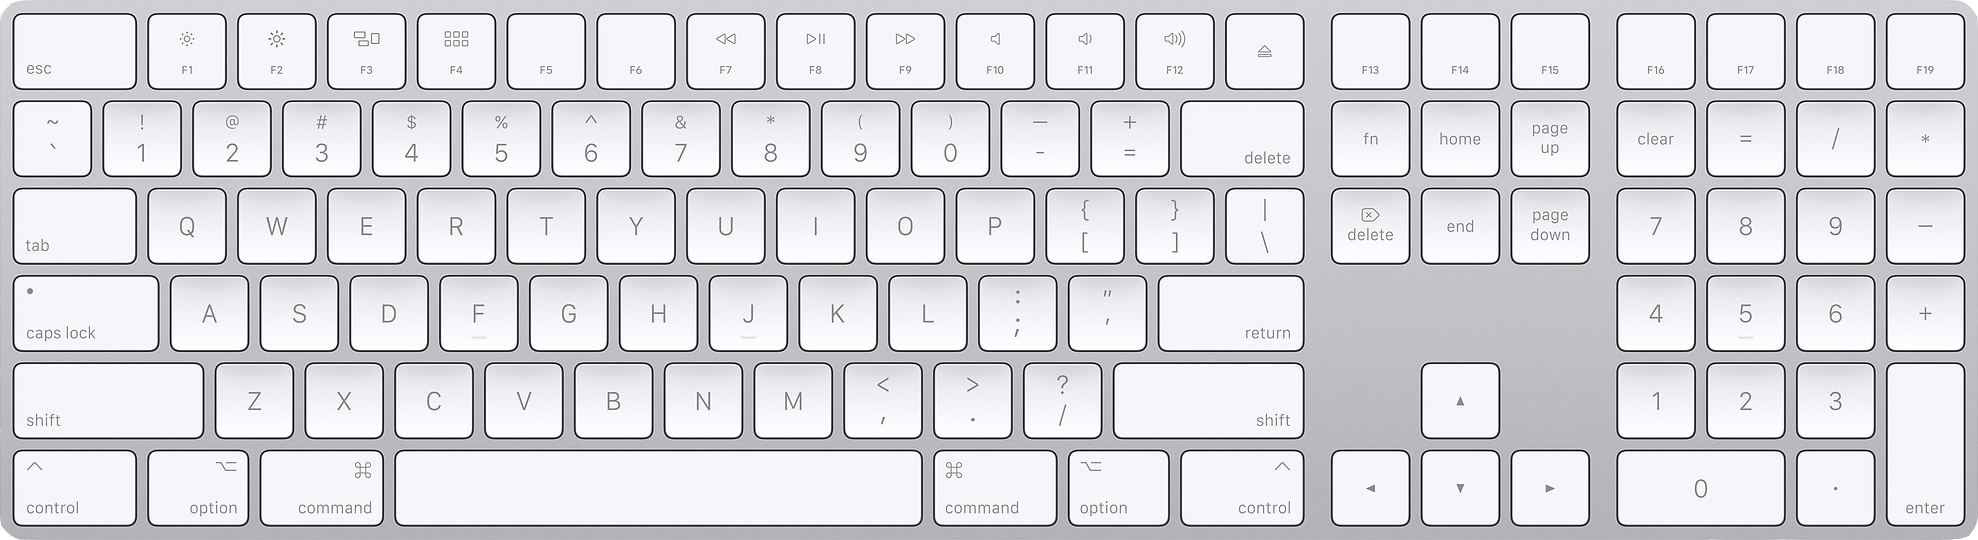 esc F1 F2 F3 F4 F5 F6 F7 F8 F9 F10 F11 F12 F13 F14 F15 F16 F17 F18 F19
~ ! @ # $ % ^ & * ( ) — +
` 1 2 3 4 5 6 7 8 9 0 - = delete fn home page up clear = / *
tab Q W E R T Y U I O P { } |
[ ] \ delete end page down 7 8 9 −
caps lock A S D F G H J K L : "
; ' return 4 5 6 +
shift Z X C V B N M < > ?
, . / shift 1 2 3
control option command command option control 0 . enter